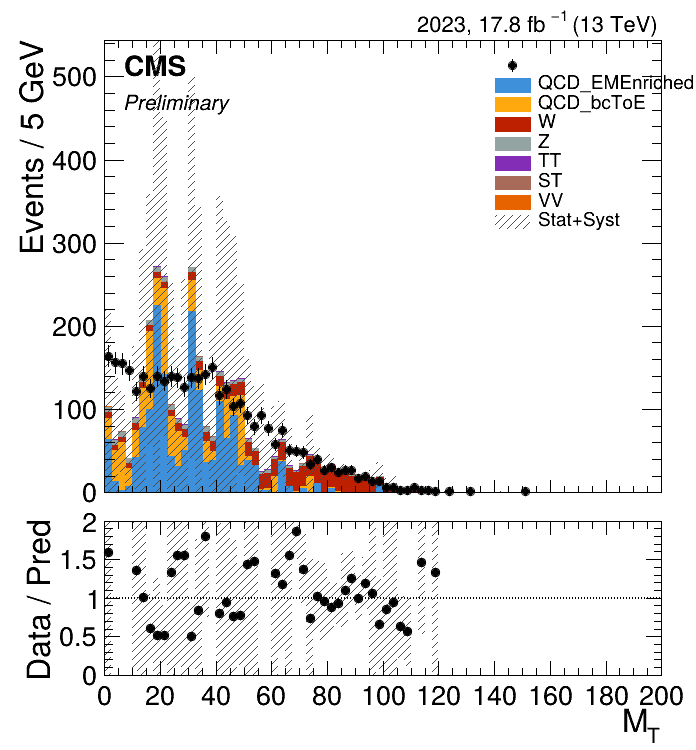 2023, 17.8 fb⁻¹ (13 TeV)
CMS
Preliminary
Events / 5 GeV
500
400
300
200
100
0
QCD_EMEnriched
QCD_bcToE
W
Z
TT
ST
VV
Stat+Syst
Data / Pred
2
1.5
1
0.5
0
0 20 40 60 80 100 120 140 160 180 200
M_T